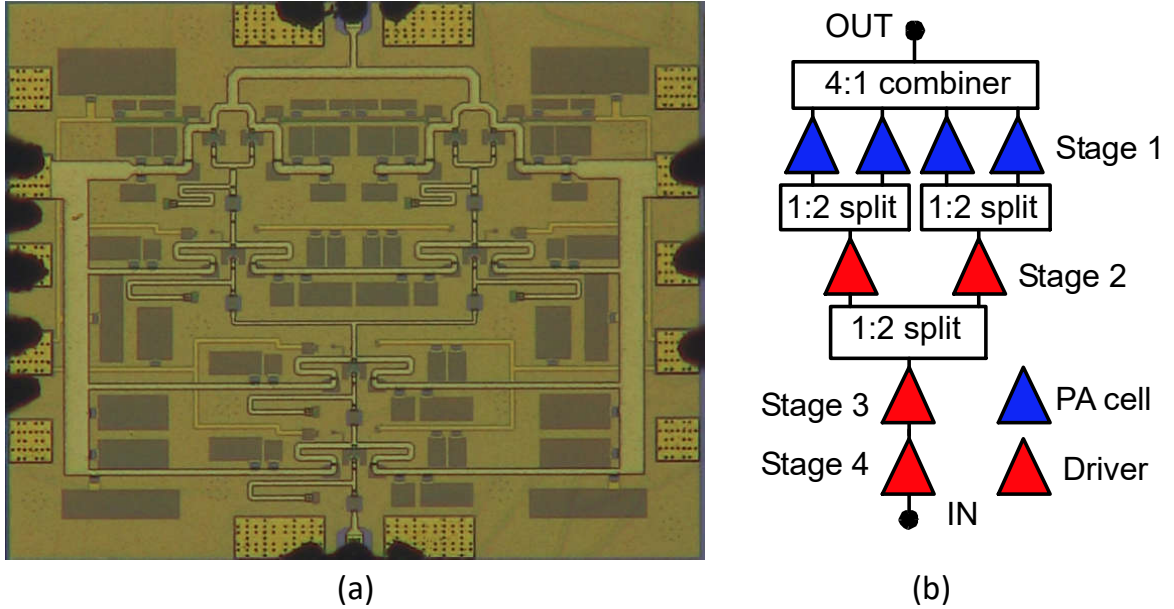 OUT
4:1 combiner
Stage 1
1:2 split 1:2 split
Stage 2
1:2 split
Stage 3
PA cell
Stage 4
Driver
IN
(a) (b)